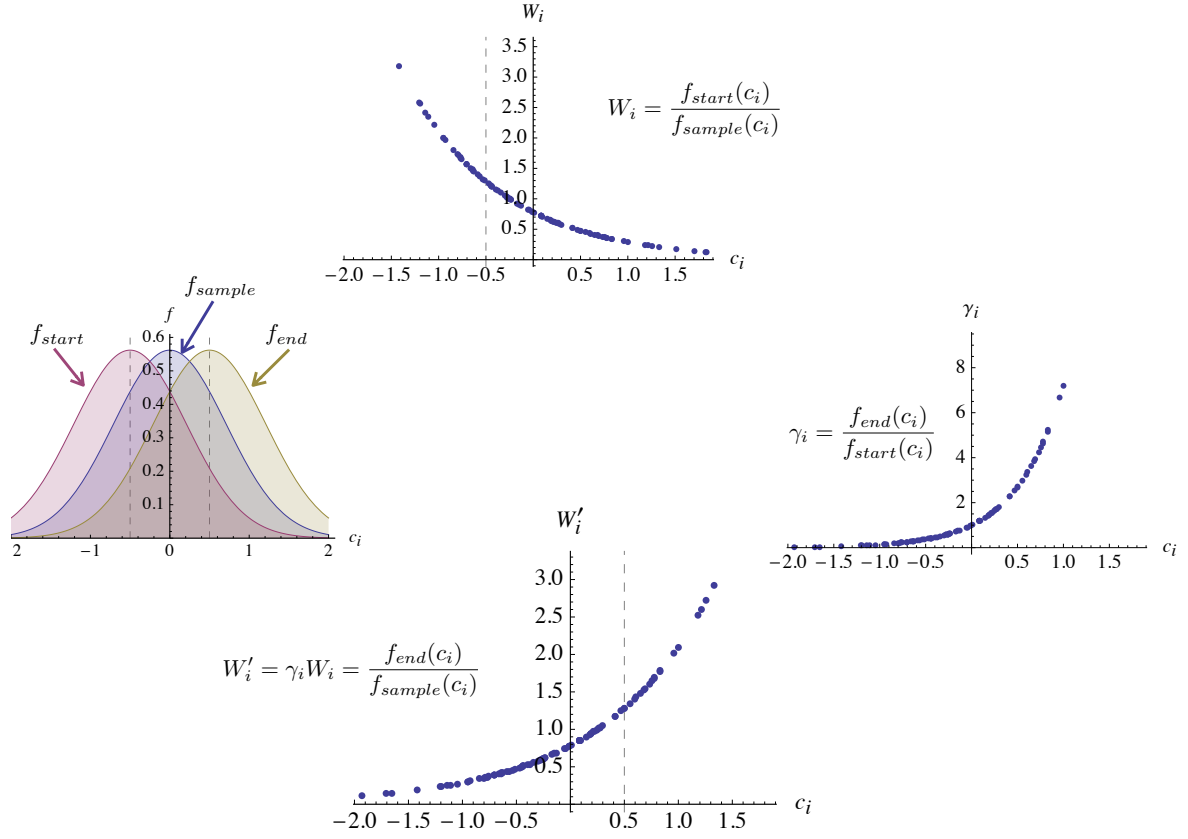 W_i
3.5
3.0
2.5
2.0
1.5
1.0
0.5
−2.0 −1.5 −1.0 −0.5 0.5 1.0 1.5 c_i
W_i = f_start(c_i) / f_sample(c_i)
f_sample
f_start
f
f_end
0.6
0.5
0.4
0.3
0.2
0.1
2 −1 0 1 2 c_i
γ_i
8
6
4
2
−2.0 −1.5 −1.0 −0.5 0.5 1.0 1.5 c_i
γ_i = f_end(c_i) / f_start(c_i)
W′_i
3.0
2.5
2.0
1.5
1.0
0.5
−2.0 −1.5 −1.0 −0.5 0.5 1.0 1.5 c_i
W′_i = γ_i W_i = f_end(c_i) / f_sample(c_i)